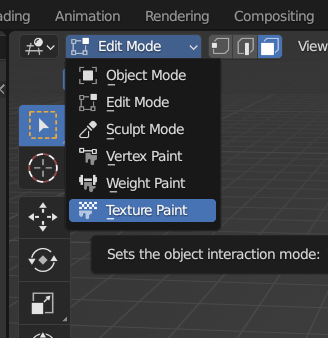 ading Animation Rendering Compositing
Edit Mode View
Object Mode
Edit Mode
Sculpt Mode
Vertex Paint
Weight Paint
Texture Paint
Sets the object interaction mode: